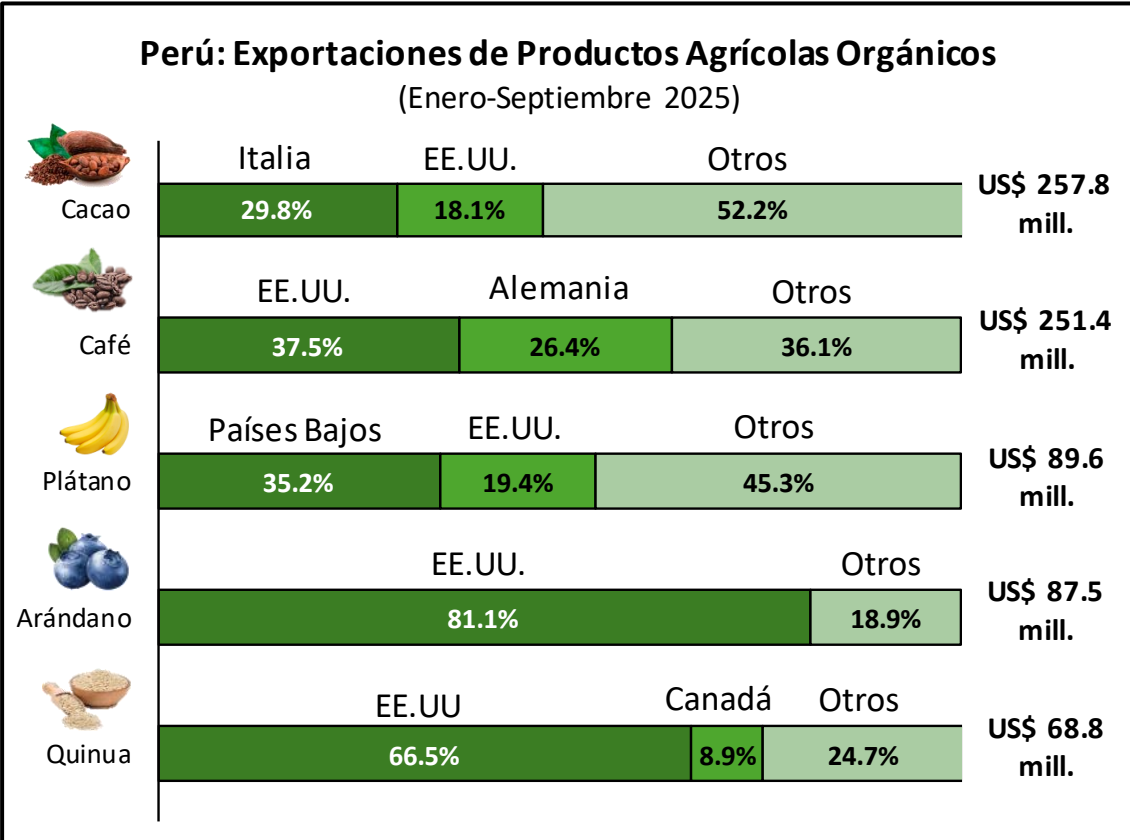 Perú: Exportaciones de Productos Agrícolas Orgánicos
(Enero-Septiembre 2025)
Italia EE.UU. Otros
Cacao 29.8% 18.1% 52.2% US$ 257.8
mill.
EE.UU. Alemania Otros
Café 37.5% 26.4% 36.1% US$ 251.4
mill.
Países Bajos EE.UU. Otros
Plátano 35.2% 19.4% 45.3% US$ 89.6
mill.
EE.UU. Otros
Arándano 81.1% 18.9% US$ 87.5
mill.
EE.UU Canadá Otros
Quinua 66.5% 8.9% 24.7% US$ 68.8
mill.